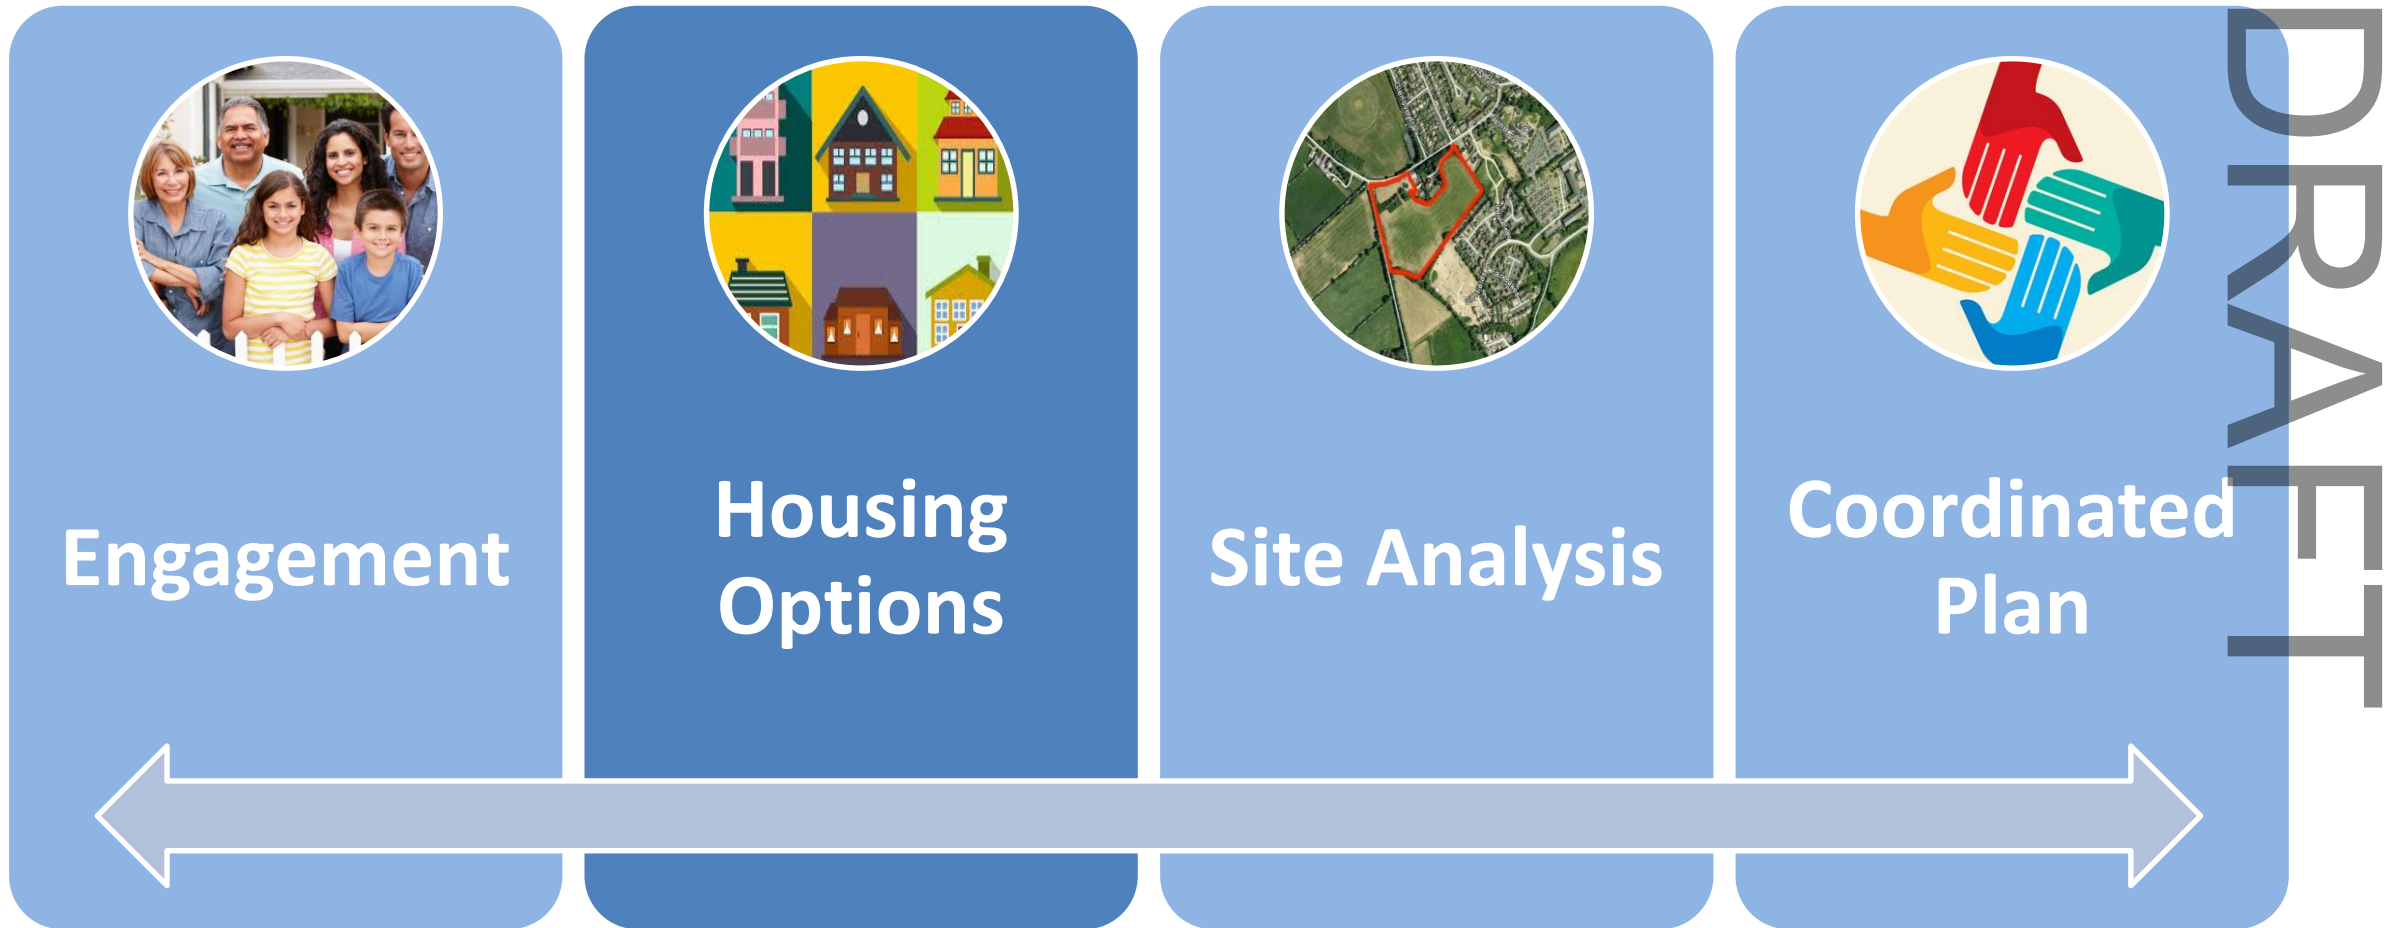 Engagement
Housing
Options
Site Analysis
Coordinated
Plan
DRAFT